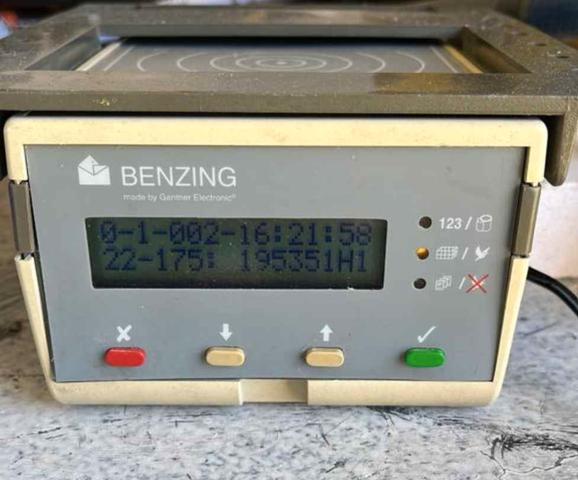 BENZING
made by Gantner Electronic®
0-1-002-16:21:58
22-175: 195351H1
123 /